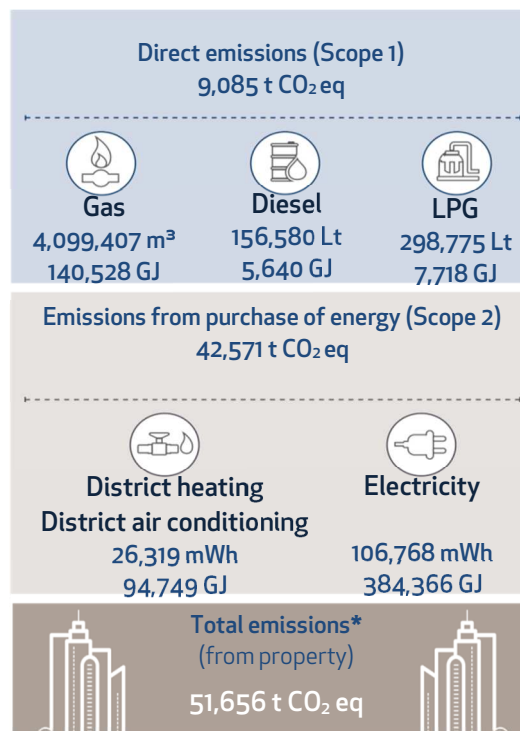 Direct emissions (Scope 1)
9,085 t CO₂ eq
Gas
4,099,407 m³
140,528 GJ
Diesel
156,580 Lt
5,640 GJ
LPG
298,775 Lt
7,718 GJ
Emissions from purchase of energy (Scope 2)
42,571 t CO₂ eq
District heating
District air conditioning
26,319 mWh
94,749 GJ
Electricity
106,768 mWh
384,366 GJ
Total emissions*
(from property)
51,656 t CO₂ eq